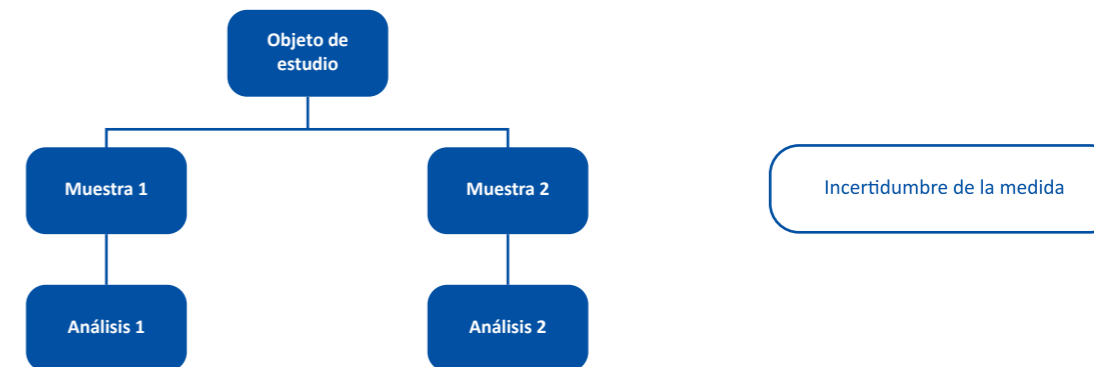 Objeto de
estudio
Muestra 1
Muestra 2
Incertidumbre de la medida
Análisis 1
Análisis 2